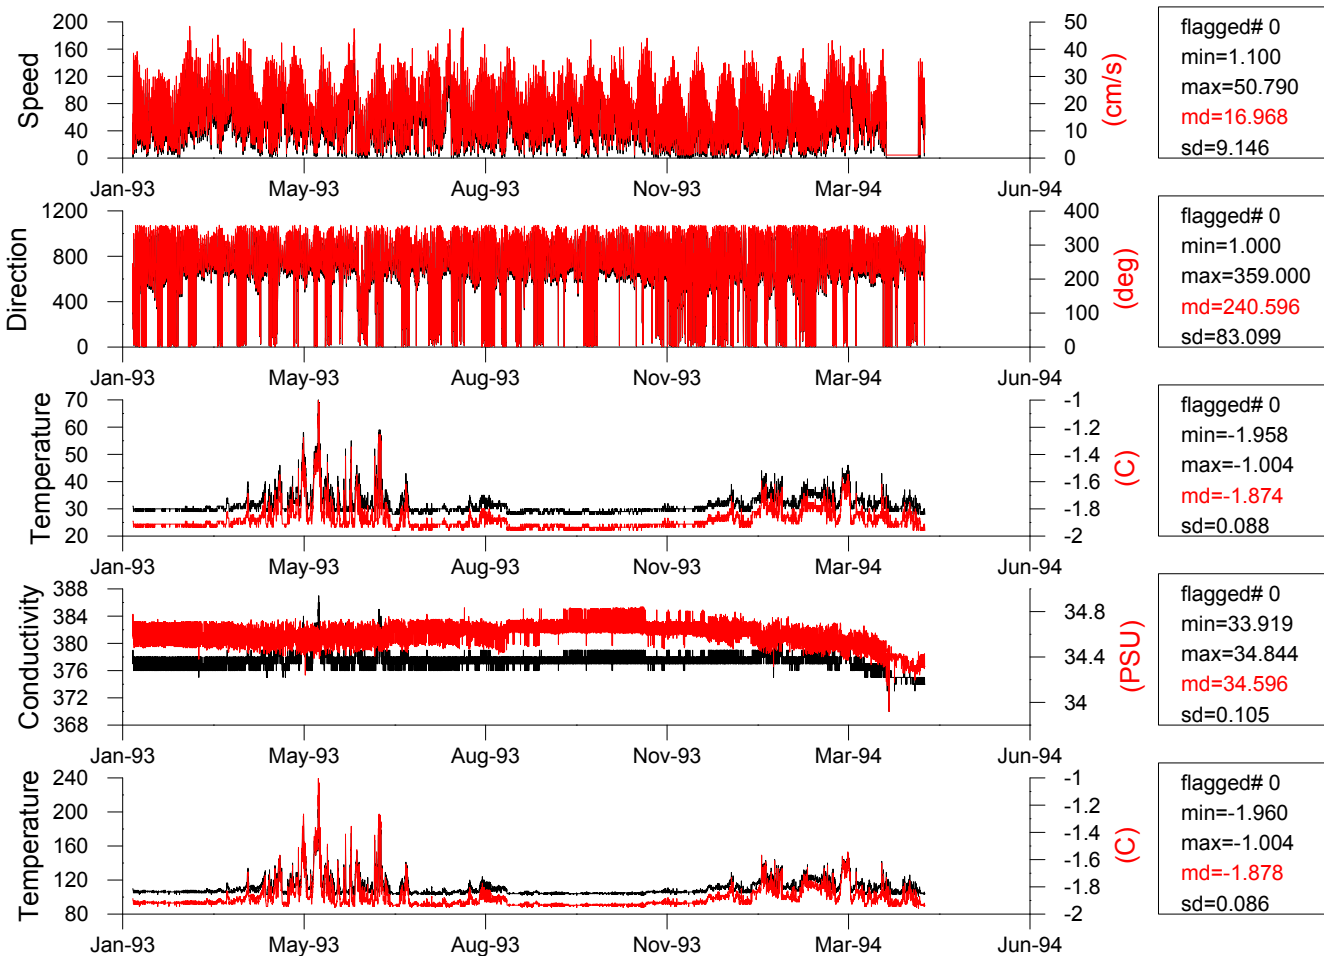 Speed
200
160
120
80
40
0
50
40
30
20
10
0
(cm/s)
Jan-93 May-93 Aug-93 Nov-93 Mar-94 Jun-94
flagged# 0
min=1.100
max=50.790
md=16.968
sd=9.146
Direction
1200
800
400
0
400
300
200
100
0
(deg)
Jan-93 May-93 Aug-93 Nov-93 Mar-94 Jun-94
flagged# 0
min=1.000
max=359.000
md=240.596
sd=83.099
Temperature
70
60
50
40
30
20
-1
-1.2
-1.4
-1.6
-1.8
-2
(C)
Jan-93 May-93 Aug-93 Nov-93 Mar-94 Jun-94
flagged# 0
min=-1.958
max=-1.004
md=-1.874
sd=0.088
Conductivity
388
384
380
376
372
368
34.8
34.4
34
(PSU)
Jan-93 May-93 Aug-93 Nov-93 Mar-94 Jun-94
flagged# 0
min=33.919
max=34.844
md=34.596
sd=0.105
Temperature
240
200
160
120
80
-1
-1.2
-1.4
-1.6
-1.8
-2
(C)
Jan-93 May-93 Aug-93 Nov-93 Mar-94 Jun-94
flagged# 0
min=-1.960
max=-1.004
md=-1.878
sd=0.086